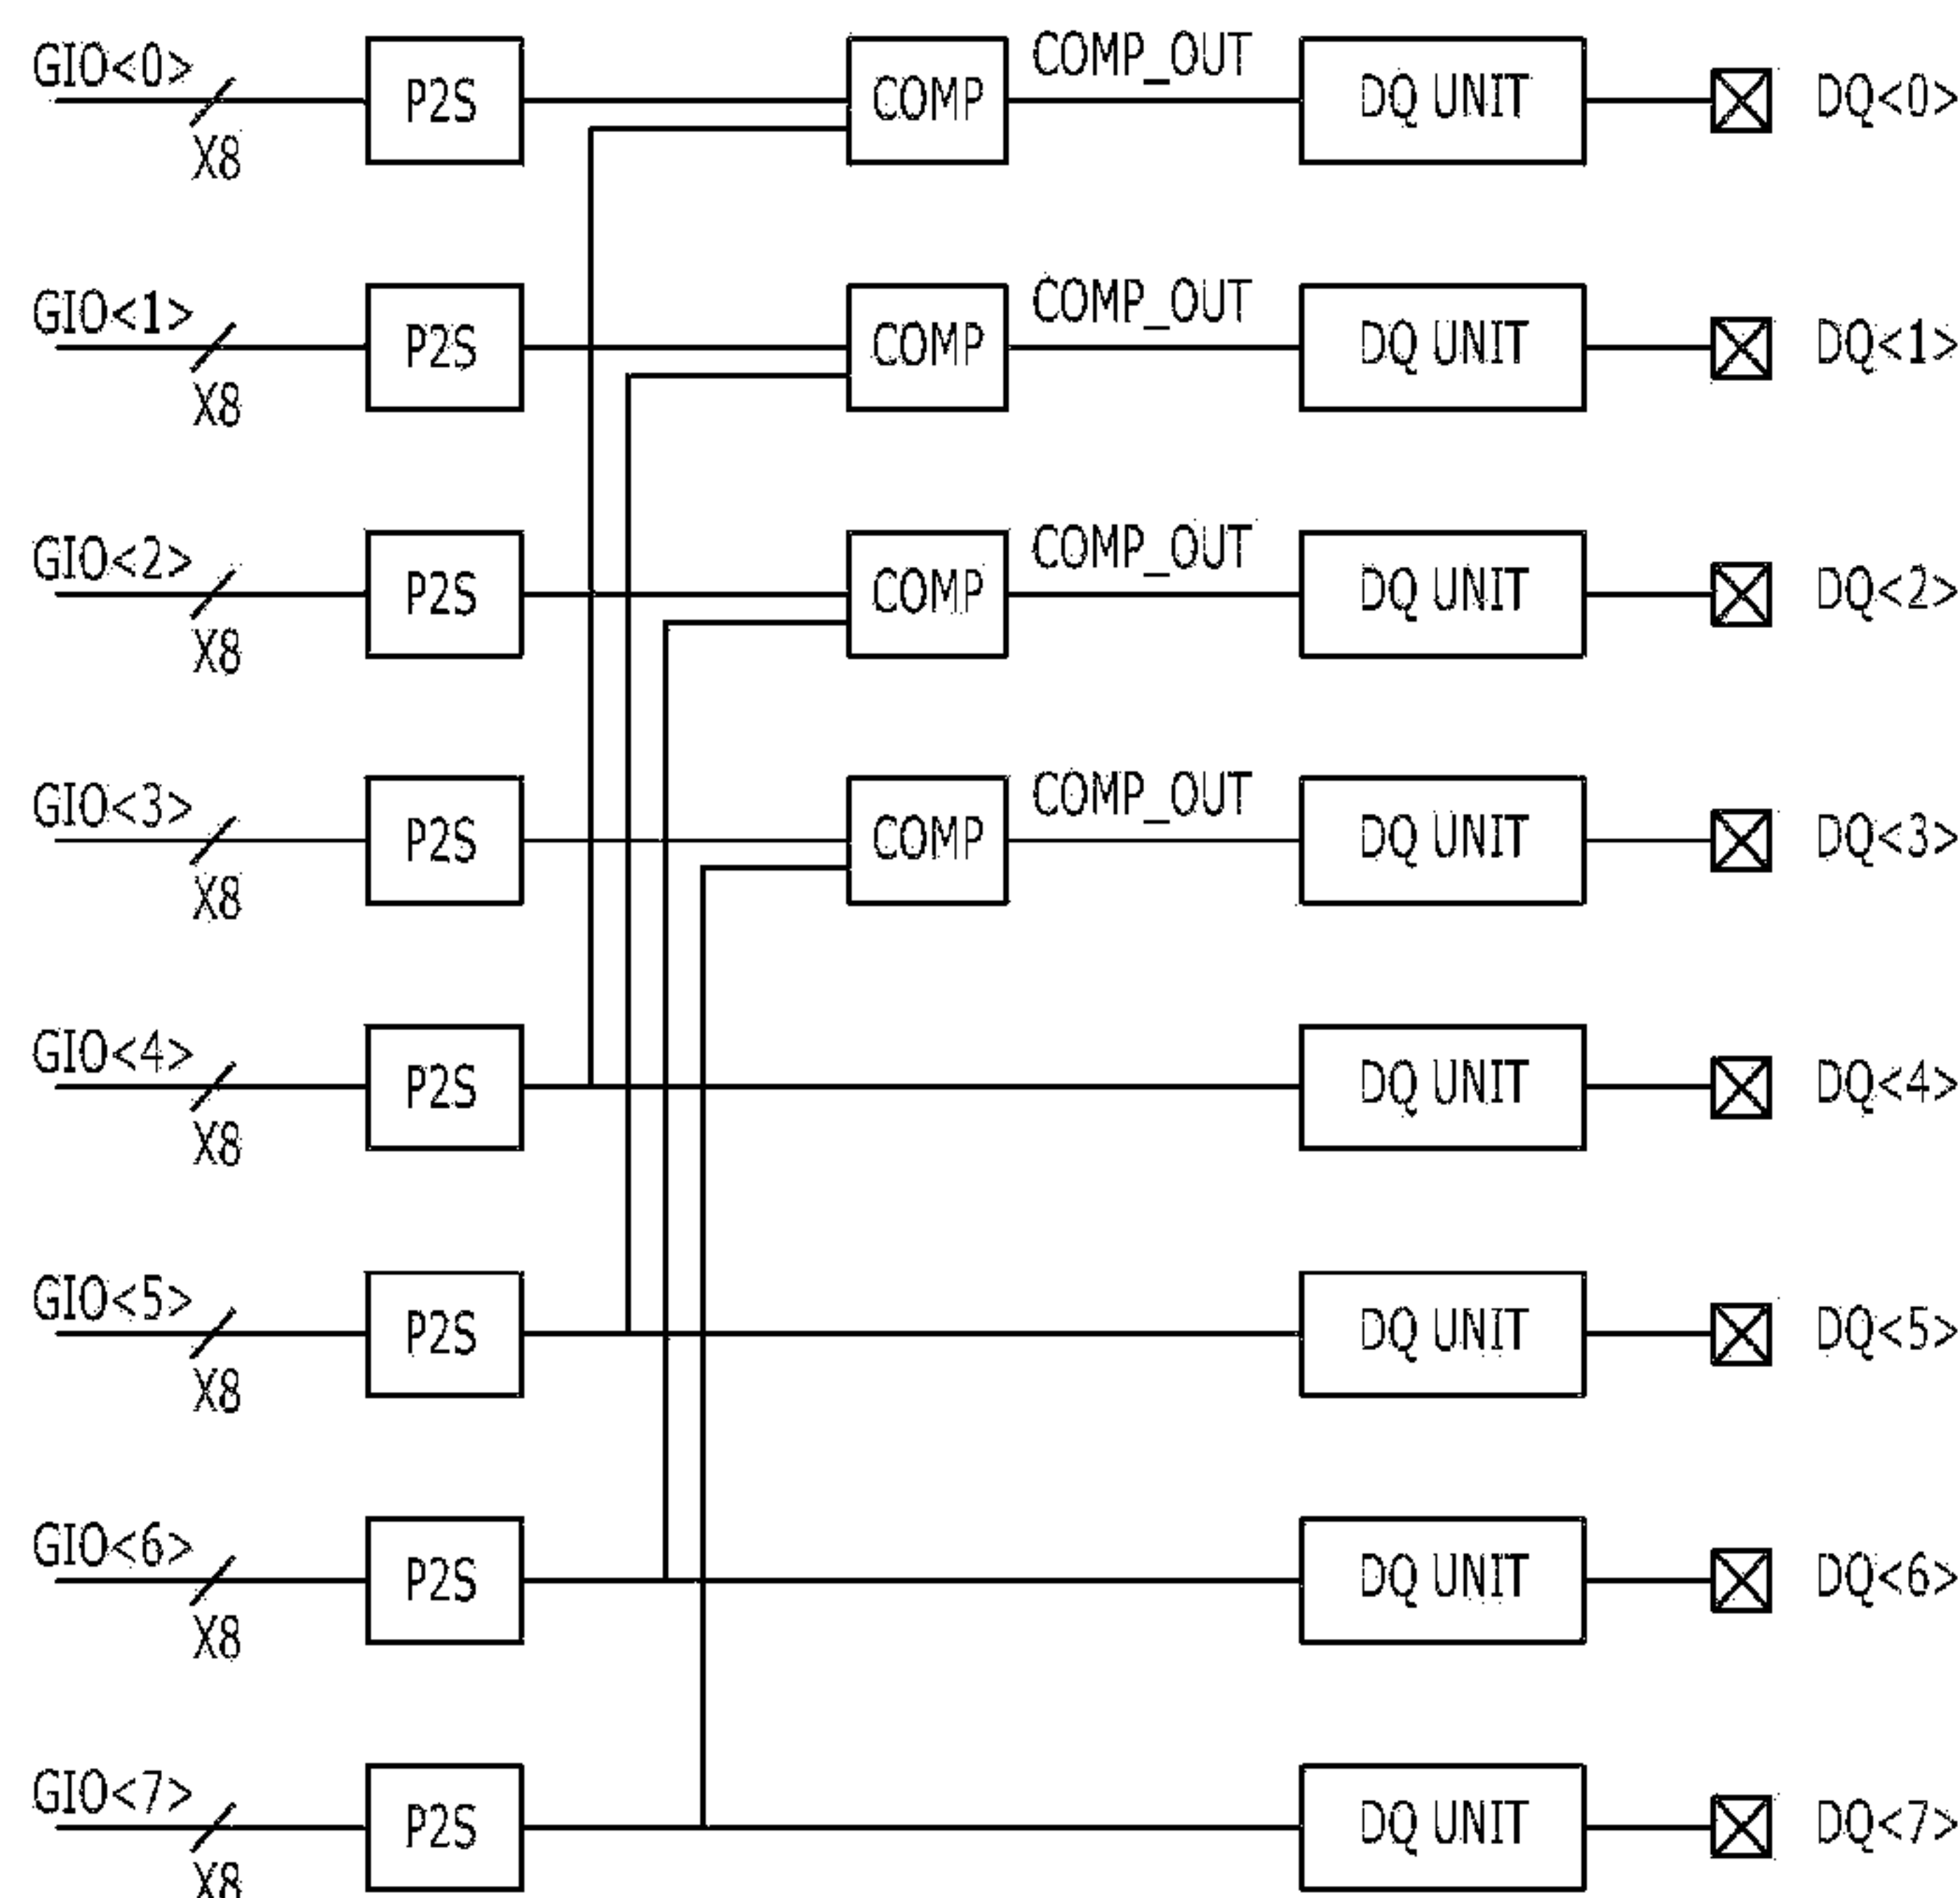 GIO<0> X8 P2S COMP COMP_OUT DQ UNIT DQ<0>
GIO<1> X8 P2S COMP COMP_OUT DQ UNIT DQ<1>
GIO<2> X8 P2S COMP COMP_OUT DQ UNIT DQ<2>
GIO<3> X8 P2S COMP COMP_OUT DQ UNIT DQ<3>
GIO<4> X8 P2S DQ UNIT DQ<4>
GIO<5> X8 P2S DQ UNIT DQ<5>
GIO<6> X8 P2S DQ UNIT DQ<6>
GIO<7> X8 P2S DQ UNIT DQ<7>